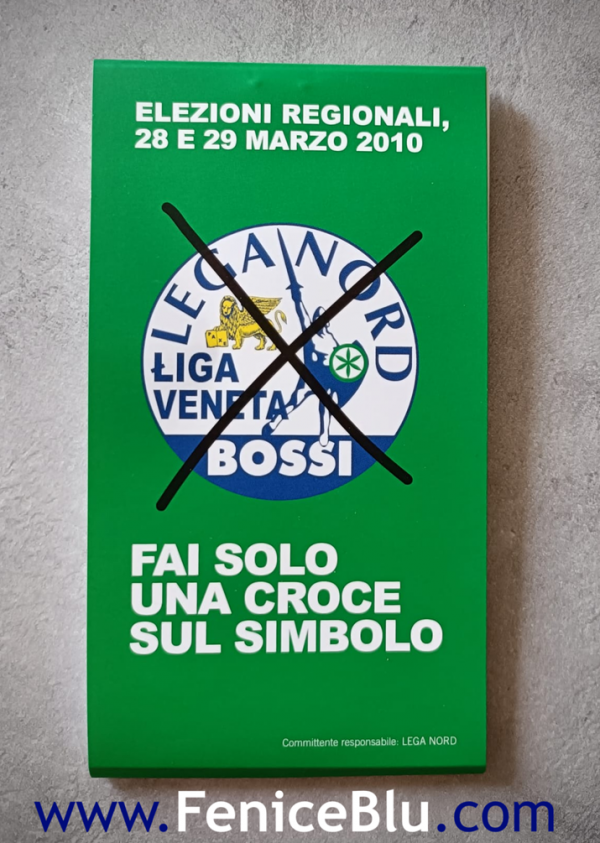 ELEZIONI REGIONALI,
28 E 29 MARZO 2010
LEGA NORD
ŁIGA
VENETA
BOSSI
FAI SOLO
UNA CROCE
SUL SIMBOLO
Committente responsabile: LEGA NORD
www.FeniceBlu.com